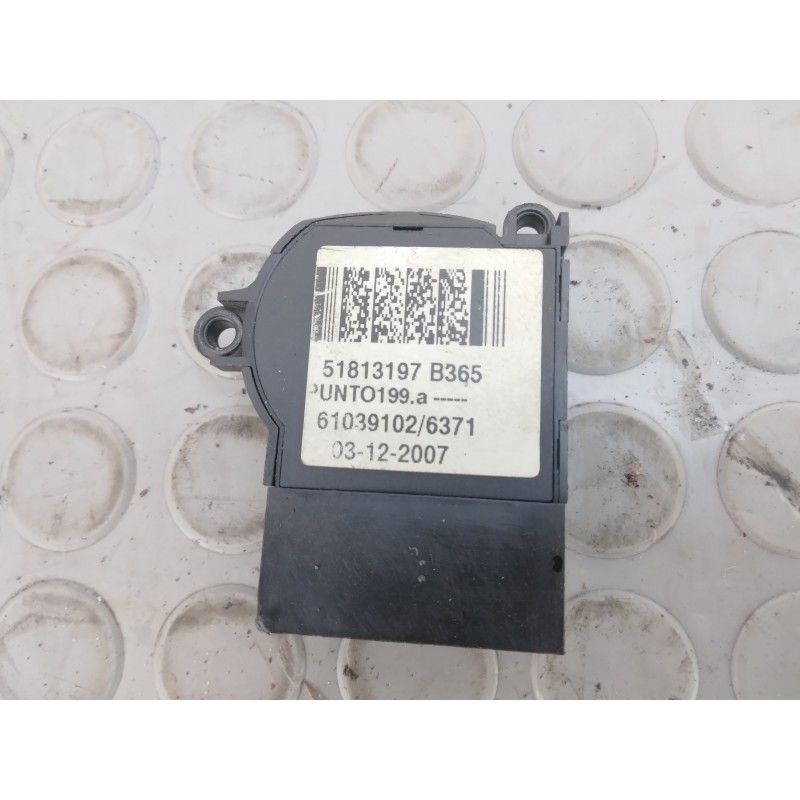 51813197 B365
PUNTO199.a -----
61039102/6371
03-12-2007